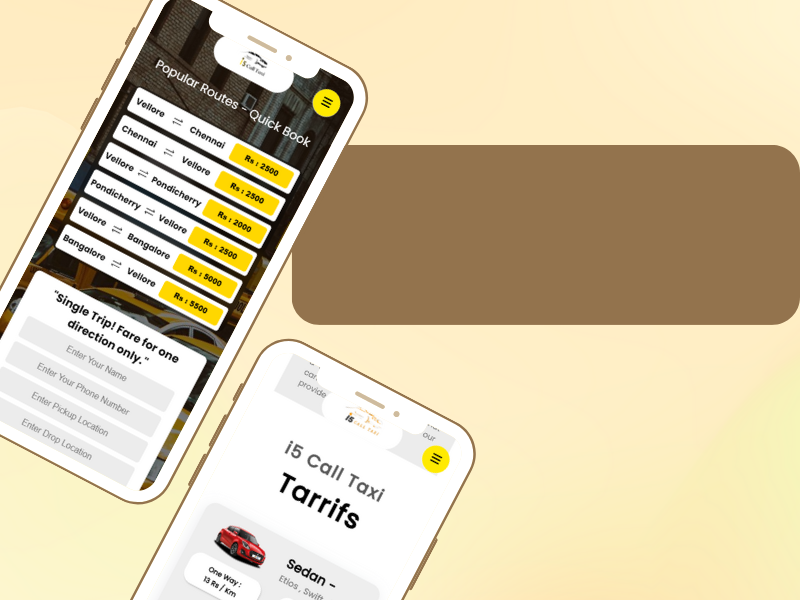 i5 Call Taxi
Popular Routes - Quick Book
Vellore ⇌ Chennai Rs : 2500
Chennai ⇌ Vellore Rs : 2500
Vellore ⇌ Pondicherry Rs : 2000
Pondicherry ⇌ Vellore Rs : 2500
Vellore ⇌ Bangalore Rs : 5000
Bangalore ⇌ Vellore Rs : 5500
"Single Trip! Fare for one
direction only."
Enter Your Name
Enter Your Phone Number
Enter Pickup Location
Enter Drop Location
provide
our
i5 CALL TAXI
i5 Call Taxi
Tarrifs
Sedan -
Etios , Swift
One Way :
13 Rs / Km